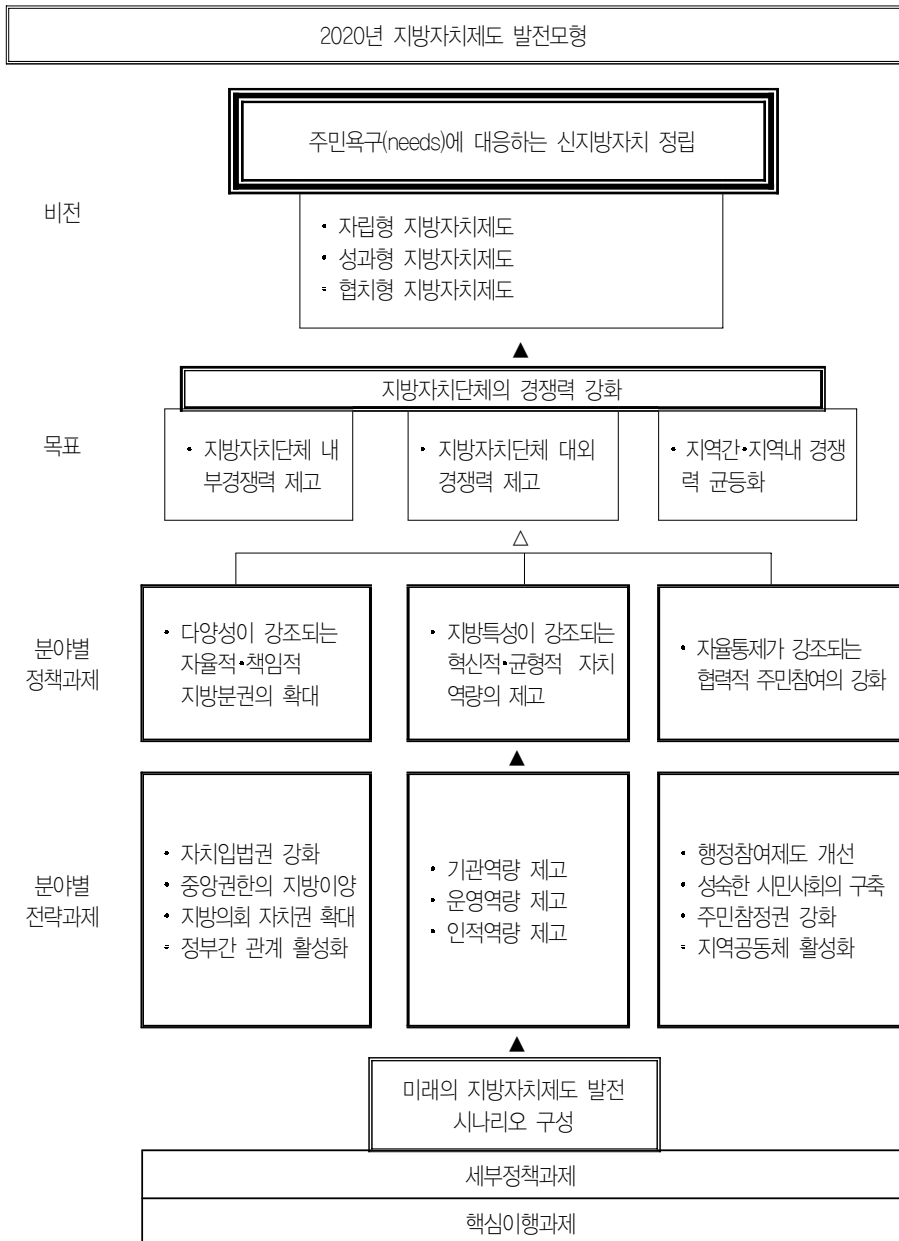 2020년 지방자치제도 발전모형
주민욕구(needs)에 대응하는 신지방자치 정립
비전
• 자립형 지방자치제도
• 성과형 지방자치제도
• 협치형 지방자치제도
▲
지방자치단체의 경쟁력 강화
목표
• 지방자치단체 내
부경쟁력 제고
• 지방자치단체 대외
경쟁력 제고
• 지역간•지역내 경쟁
력 균등화
△
분야별
정책과제
• 다양성이 강조되는
자율적•책임적
지방분권의 확대
• 지방특성이 강조되는
혁신적•균형적 자치
역량의 제고
• 자율통제가 강조되는
협력적 주민참여의 강화
▲
분야별
전략과제
• 자치입법권 강화
• 중앙권한의 지방이양
• 지방의회 자치권 확대
• 정부간 관계 활성화
• 기관역량 제고
• 운영역량 제고
• 인적역량 제고
• 행정참여제도 개선
• 성숙한 시민사회의 구축
• 주민참정권 강화
• 지역공동체 활성화
▲
미래의 지방자치제도 발전
시나리오 구성
세부정책과제
핵심이행과제